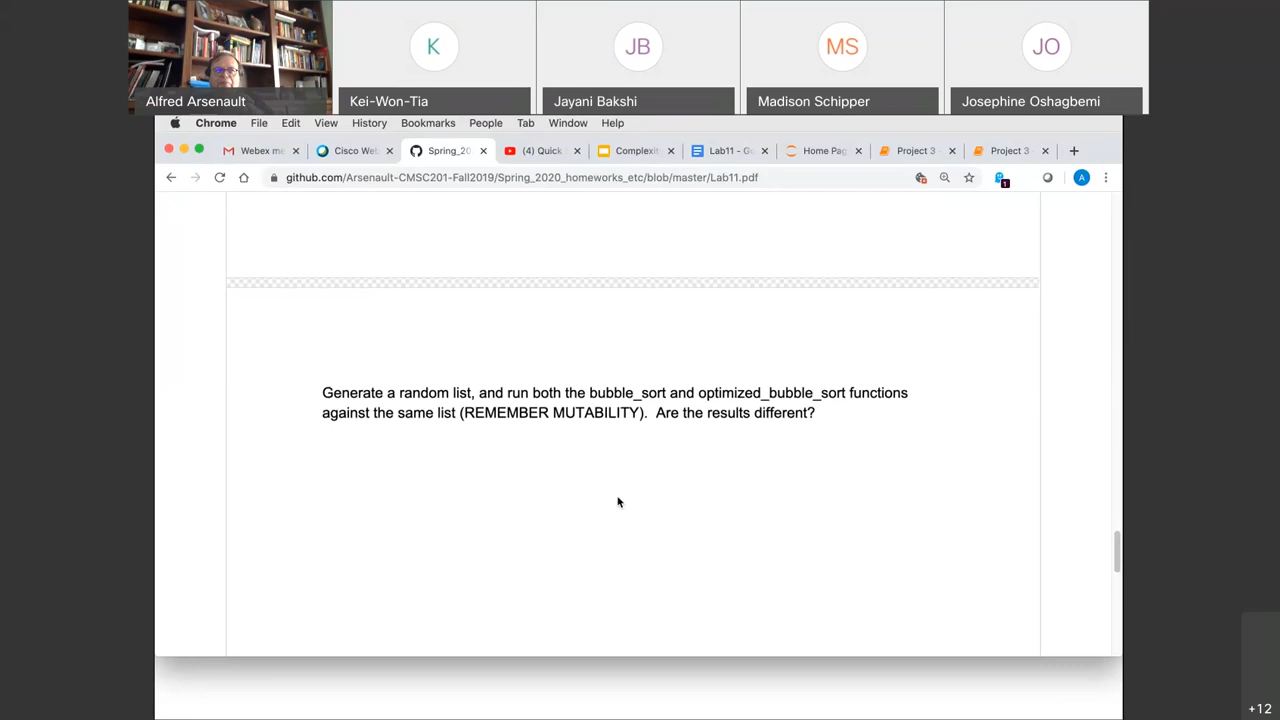 K
JB
MS
JO
Alfred Arsenault
Kei-Won-Tia
Jayani Bakshi
Madison Schipper
Josephine Oshagbemi
Chrome File Edit View History Bookmarks People Tab Window Help
Webex me
Cisco Web
Spring_20
(4) Quick
Complexit
Lab11 - Go
Home Pag
Project 3 -
Project 3
github.com/Arsenault-CMSC201-Fall2019/Spring_2020_homeworks_etc/blob/master/Lab11.pdf
1
A
Generate a random list, and run both the bubble_sort and optimized_bubble_sort functions
against the same list (REMEMBER MUTABILITY). Are the results different?
+12